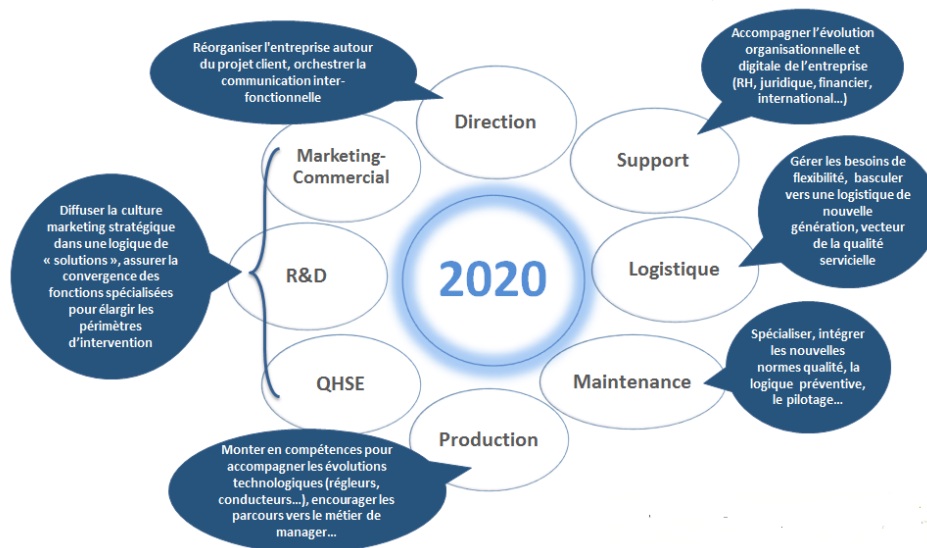 Réorganiser l'entreprise autour
du projet client, orchestrer la
communication inter-
fonctionnelle
Direction
Accompagner l'évolution
organisationnelle et
digitale de l'entreprise
(RH, juridique, financier,
international...)
Support
Marketing-
Commercial
Gérer les besoins de
flexibilité, basculer
vers une logistique de
nouvelle
génération, vecteur
de la qualité
servicielle
Logistique
Diffuser la culture
marketing stratégique
dans une logique de
« solutions », assurer la
convergence des
fonctions spécialisées
pour élargir les
périmètres
d'intervention
R&D
2020
Spécialiser, intégrer
les nouvelles
normes qualité, la
logique préventive,
le pilotage...
Maintenance
QHSE
Production
Monter en compétences pour
accompagner les évolutions
technologiques (régleurs,
conducteurs...), encourager les
parcours vers le métier de
manager...